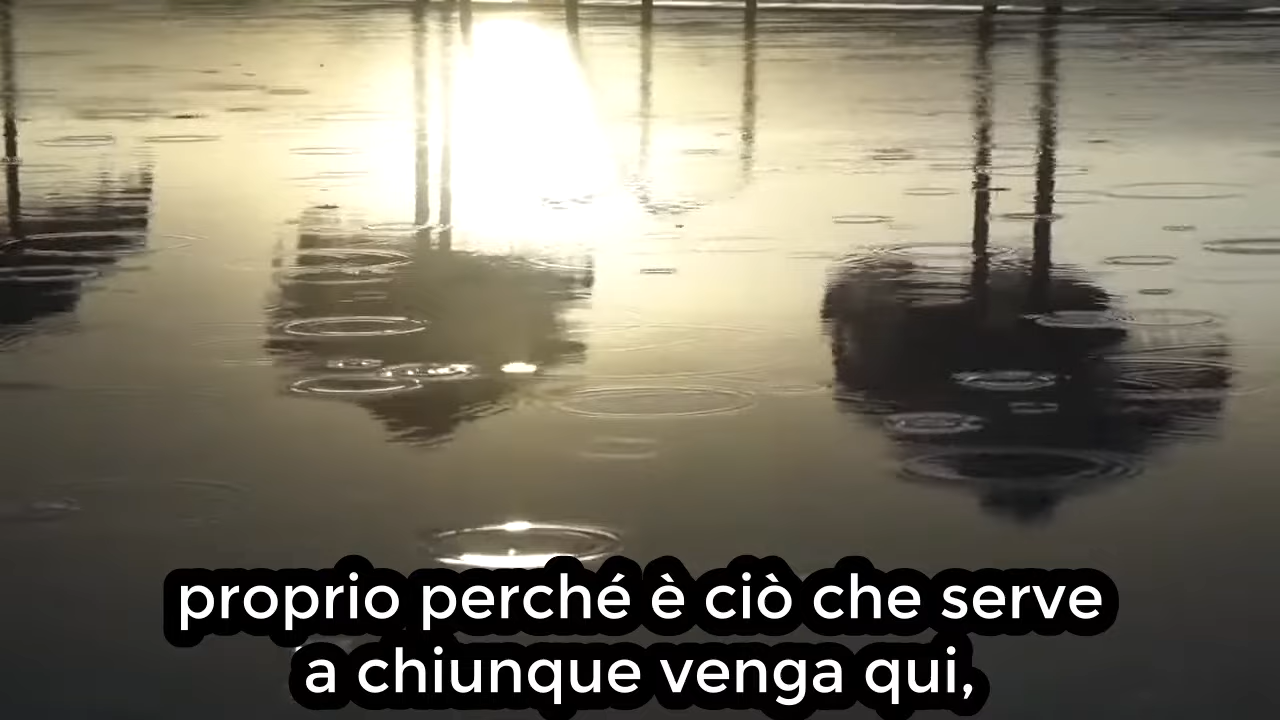 proprio perché è ciò che serve
a chiunque venga qui,